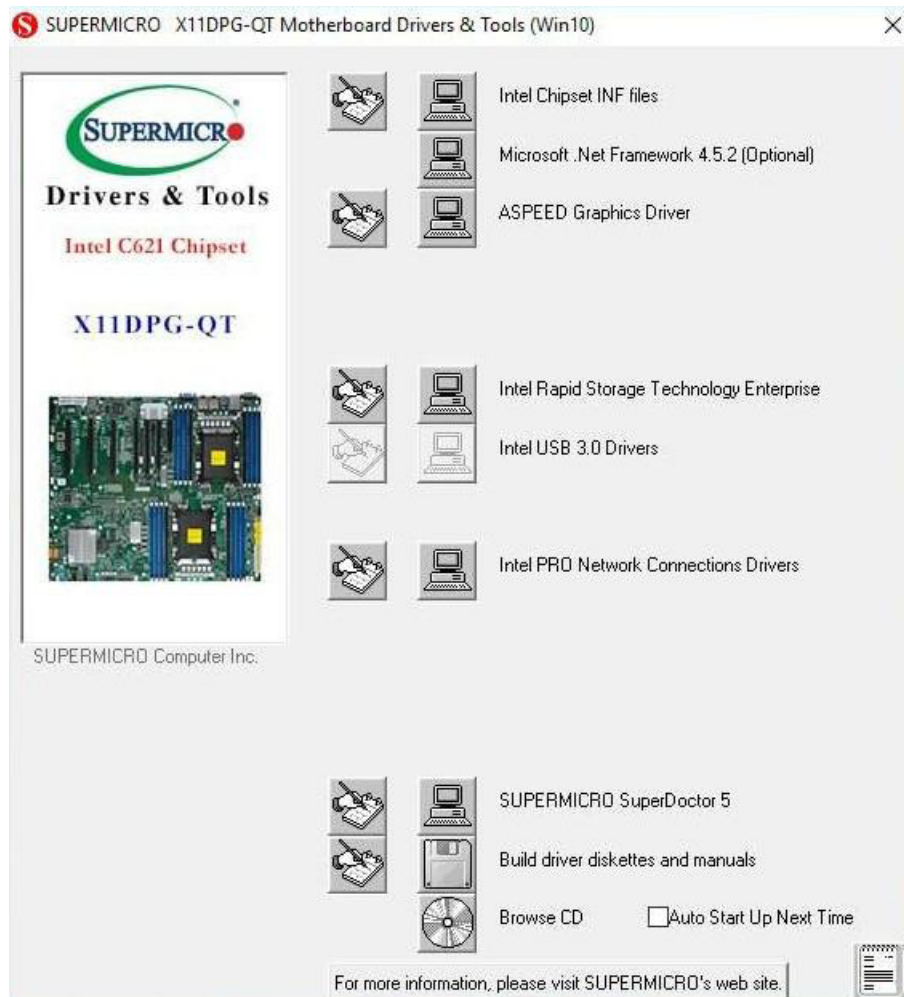 SUPERMICRO X11DPG-QT Motherboard Drivers & Tools (Win10)
SUPERMICRO
Drivers & Tools
Intel C621 Chipset
X11DPG-QT
SUPERMICRO Computer Inc.
Intel Chipset INF files
Microsoft .Net Framework 4.5.2 (Optional)
ASPEED Graphics Driver
Intel Rapid Storage Technology Enterprise
Intel USB 3.0 Drivers
Intel PRO Network Connections Drivers
SUPERMICRO SuperDoctor 5
Build driver diskettes and manuals
Browse CD
Auto Start Up Next Time
For more information, please visit SUPERMICRO's web site.